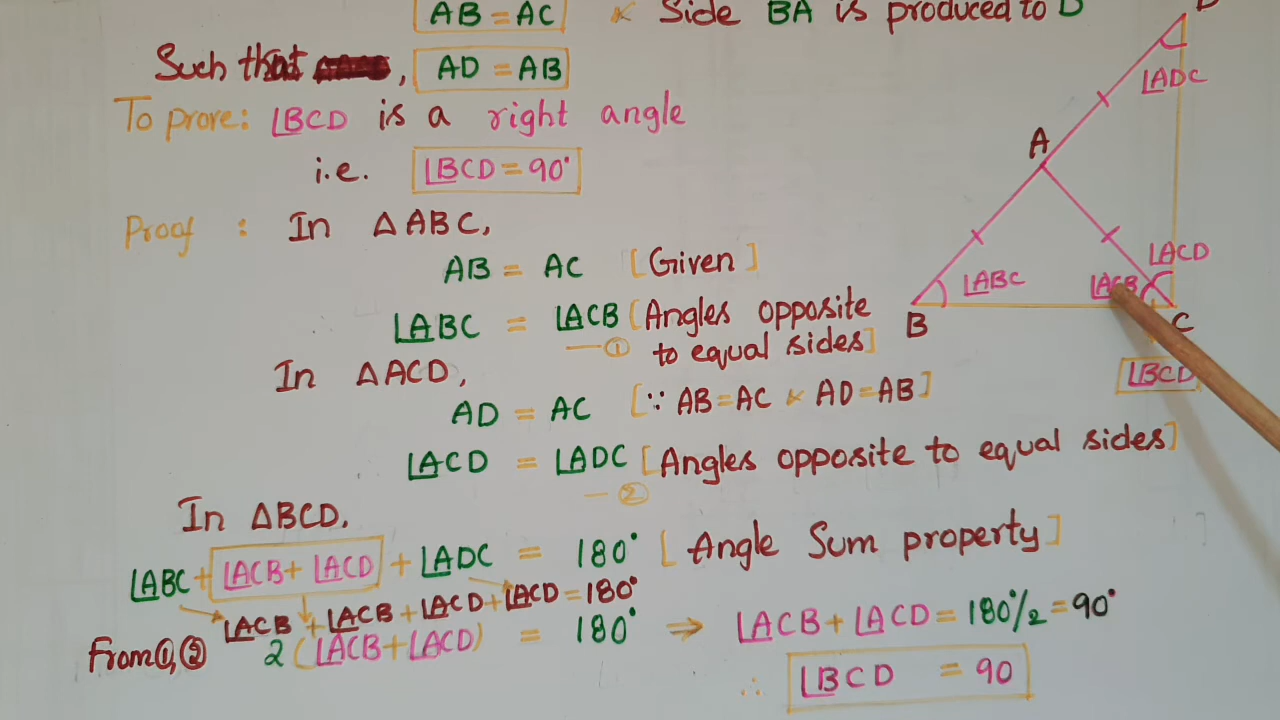 AB = AC & Side BA is produced to D
Such that , AD = AB
To prove: ∠BCD is a right angle
i.e. ∠BCD = 90°
Proof : In △ABC,
AB = AC [Given]
∠ABC = ∠ACB [Angles opposite
— ① to equal sides]
In △ACD,
AD = AC [∵ AB = AC & AD = AB]
∠ACD = ∠ADC [Angles opposite to equal sides]
— ②
In △BCD,
∠ABC + ∠ACB + ∠ACD + ∠ADC = 180° [Angle Sum property]
∠ACB + ∠ACB + ∠ACD + ∠ACD = 180°
From ①, ② 2(∠ACB + ∠ACD) = 180° ⇒ ∠ACB + ∠ACD = 180°/2 = 90°
∴ ∠BCD = 90
D
∠ADC
A
∠ACD
∠ABC
∠ACB
B
C
∠BCD